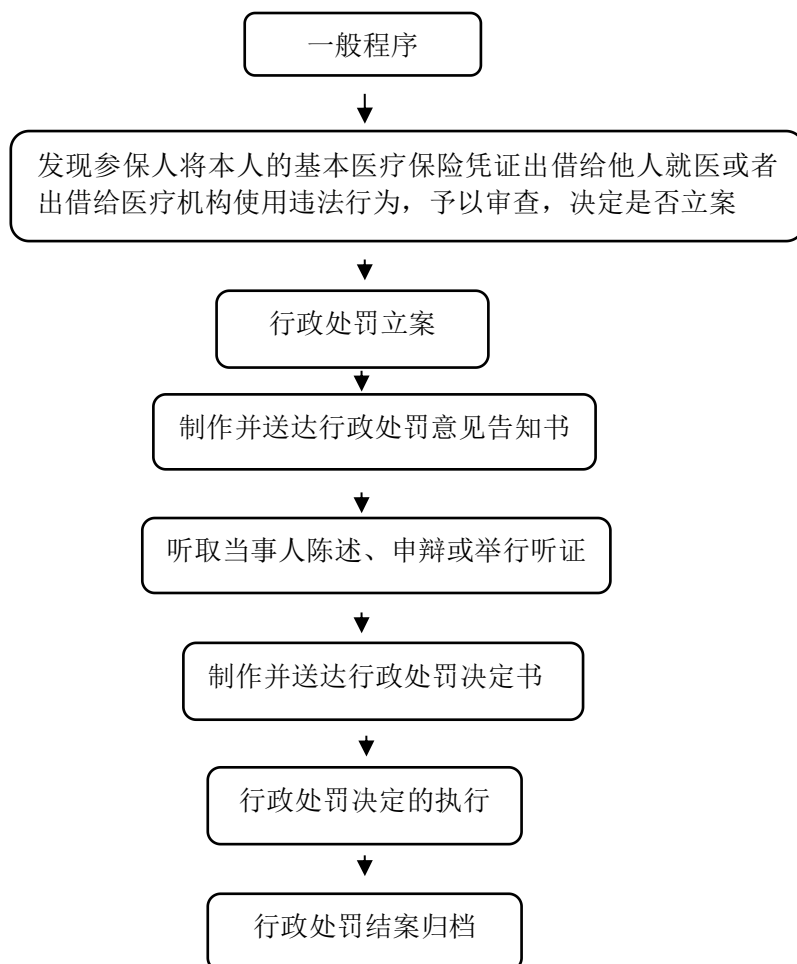 一般程序
发现参保人将本人的基本医疗保险凭证出借给他人就医或者
出借给医疗机构使用违法行为，予以审查，决定是否立案
行政处罚立案
制作并送达行政处罚意见告知书
听取当事人陈述、申辩或举行听证
制作并送达行政处罚决定书
行政处罚决定的执行
行政处罚结案归档